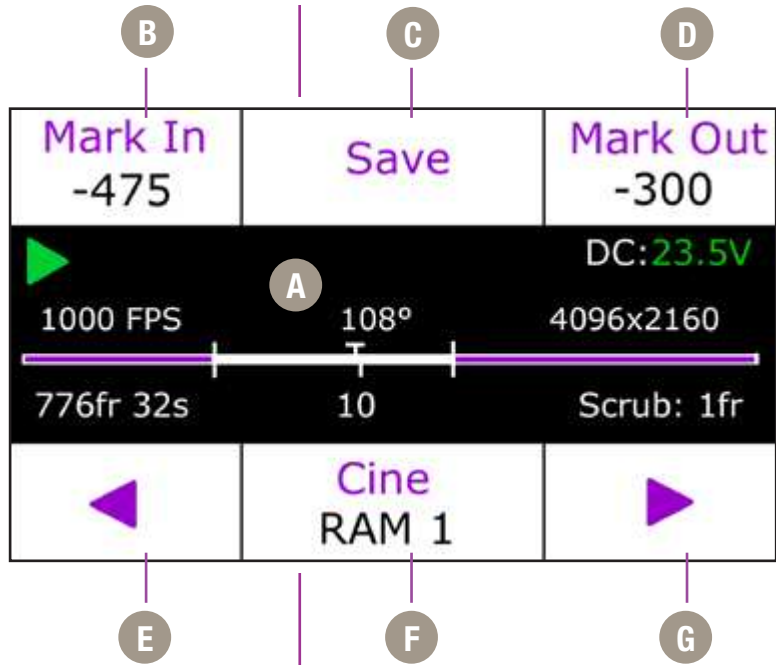 B C D
Mark In Save Mark Out
-475 -300
DC:23.5V
A
1000 FPS 108º 4096x2160
776fr 32s 10 Scrub: 1fr
Cine
RAM 1
E F G